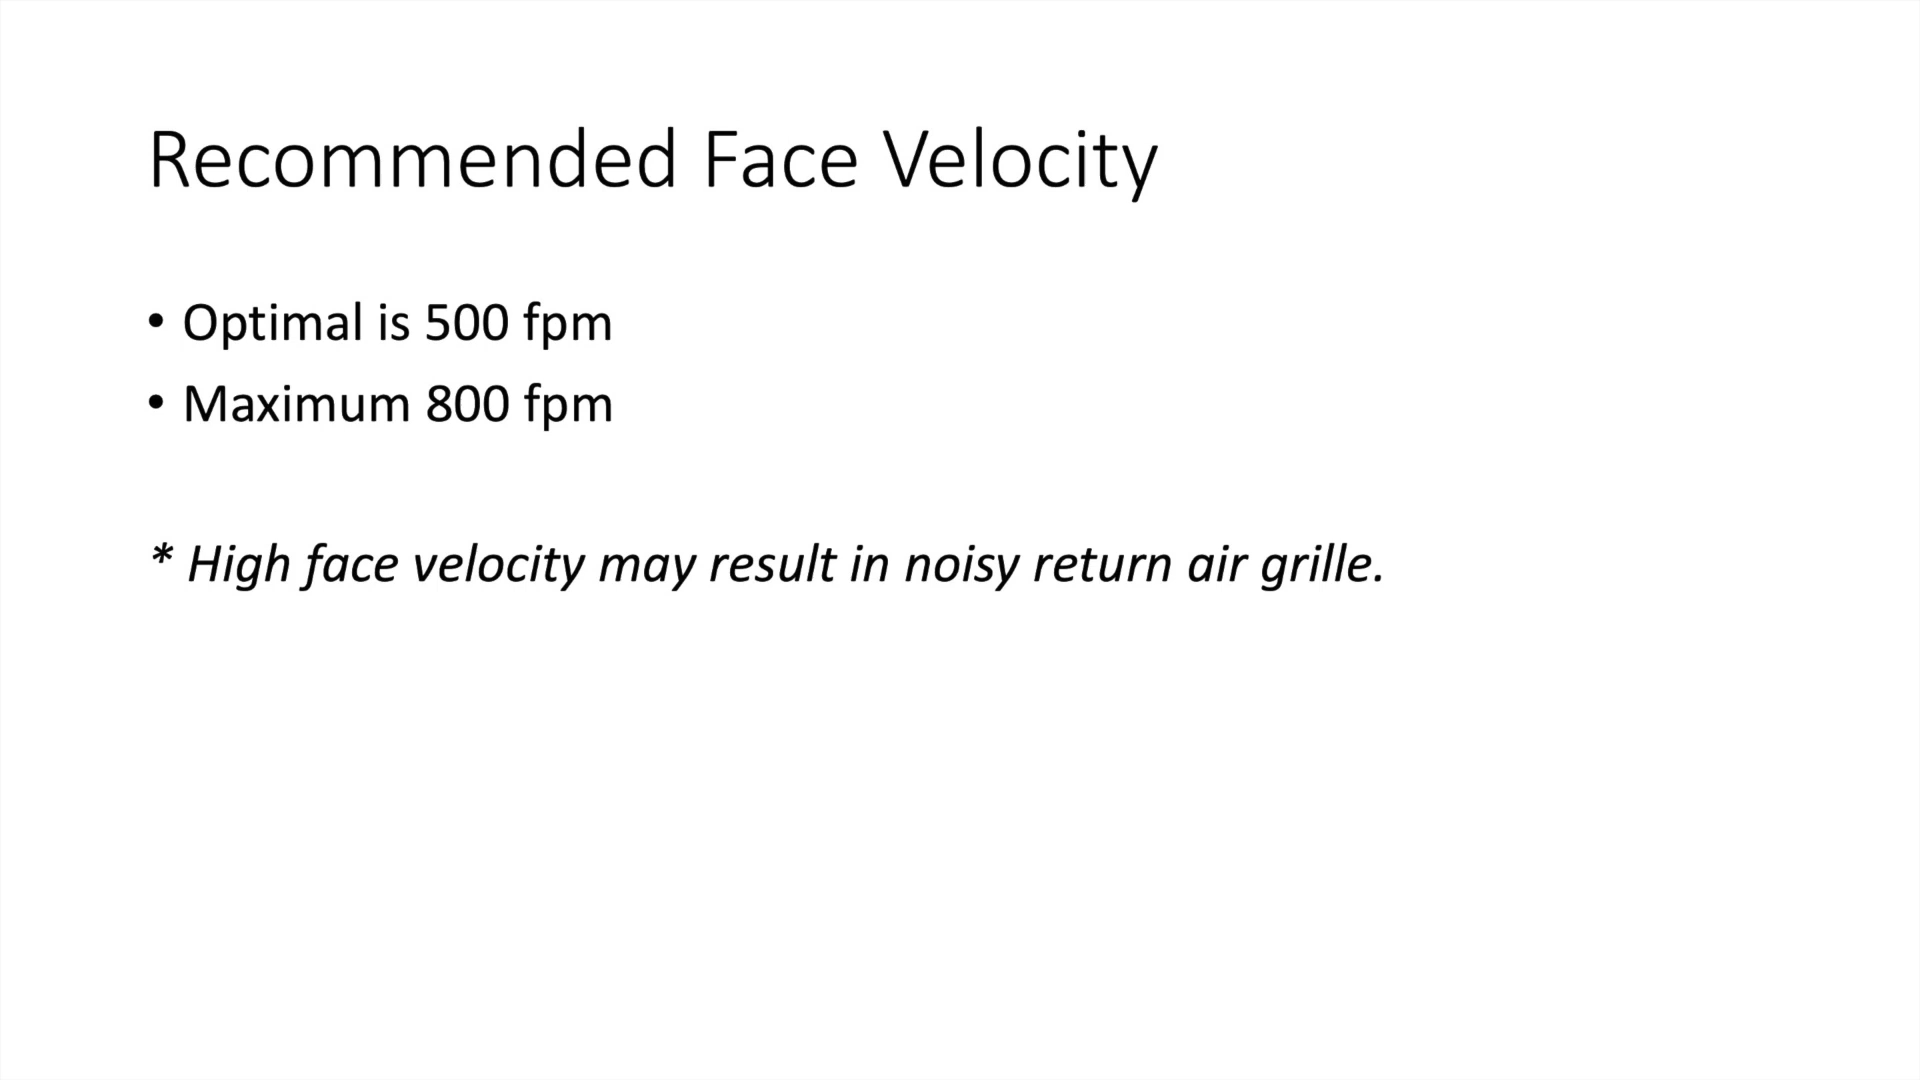 Recommended Face Velocity
• Optimal is 500 fpm
• Maximum 800 fpm
* High face velocity may result in noisy return air grille.